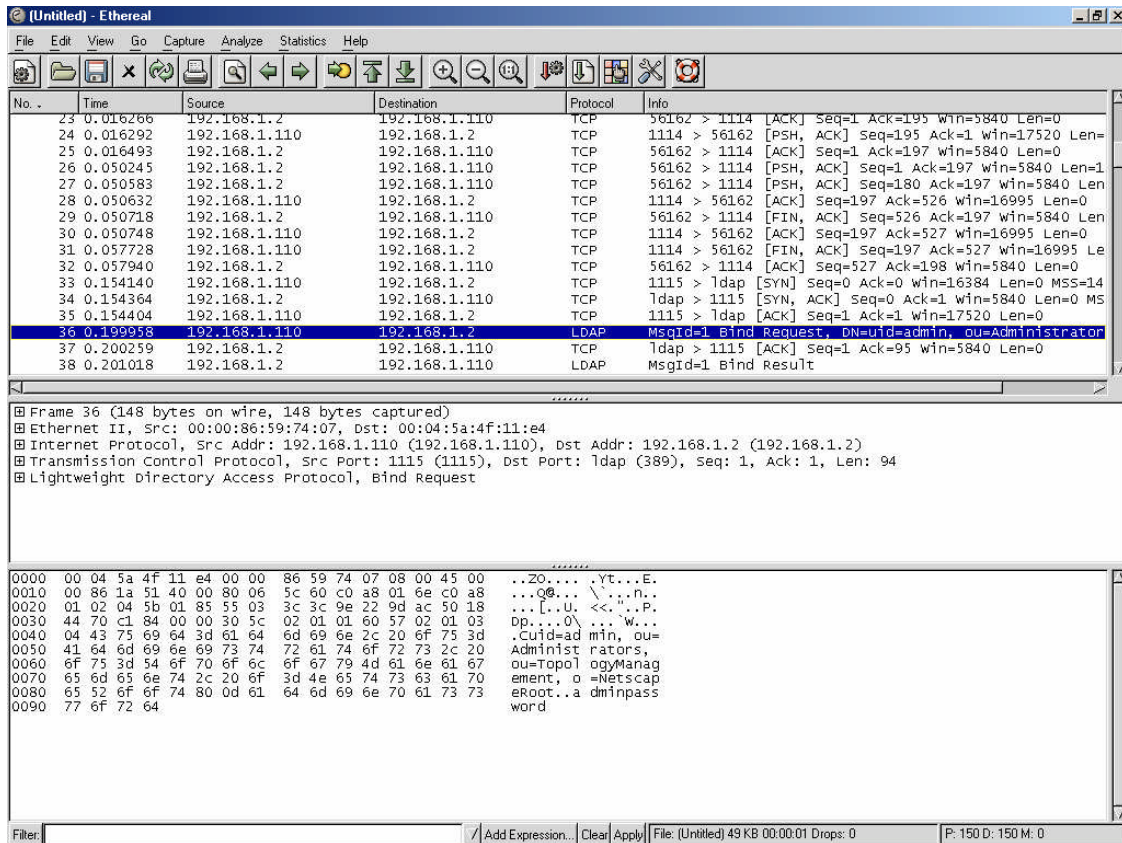 (Untitled) - Ethereal
File Edit View Go Capture Analyze Statistics Help
No. . Time Source Destination Protocol Info
23 0.016266 192.168.1.2 192.168.1.110 TCP 56162 > 1114 [ACK] Seq=1 Ack=195 Win=5840 Len=0
24 0.016292 192.168.1.110 192.168.1.2 TCP 1114 > 56162 [PSH, ACK] Seq=195 Ack=1 Win=17520 Len=
25 0.016493 192.168.1.2 192.168.1.110 TCP 56162 > 1114 [ACK] Seq=1 Ack=197 Win=5840 Len=0
26 0.050245 192.168.1.2 192.168.1.110 TCP 56162 > 1114 [PSH, ACK] Seq=1 Ack=197 Win=5840 Len=1
27 0.050583 192.168.1.2 192.168.1.110 TCP 56162 > 1114 [PSH, ACK] Seq=180 Ack=197 Win=5840 Len
28 0.050632 192.168.1.110 192.168.1.2 TCP 1114 > 56162 [ACK] Seq=197 Ack=526 Win=16995 Len=0
29 0.050718 192.168.1.2 192.168.1.110 TCP 56162 > 1114 [FIN, ACK] Seq=526 Ack=197 Win=5840 Len
30 0.050748 192.168.1.110 192.168.1.2 TCP 1114 > 56162 [ACK] Seq=197 Ack=527 Win=16995 Len=0
31 0.057728 192.168.1.110 192.168.1.2 TCP 1114 > 56162 [FIN, ACK] Seq=197 Ack=527 Win=16995 Le
32 0.057940 192.168.1.2 192.168.1.110 TCP 56162 > 1114 [ACK] Seq=527 Ack=198 Win=5840 Len=0
33 0.154140 192.168.1.110 192.168.1.2 TCP 1115 > ldap [SYN] Seq=0 Ack=0 Win=16384 Len=0 MSS=14
34 0.154364 192.168.1.2 192.168.1.110 TCP ldap > 1115 [SYN, ACK] Seq=0 Ack=1 Win=5840 Len=0 MS
35 0.154404 192.168.1.110 192.168.1.2 TCP 1115 > ldap [ACK] Seq=1 Ack=1 Win=17520 Len=0
36 0.199958 192.168.1.110 192.168.1.2 LDAP MsgId=1 Bind Request, DN=uid=admin, ou=Administrator
37 0.200259 192.168.1.2 192.168.1.110 TCP ldap > 1115 [ACK] Seq=1 Ack=95 Win=5840 Len=0
38 0.201018 192.168.1.2 192.168.1.110 LDAP MsgId=1 Bind Result
Frame 36 (148 bytes on wire, 148 bytes captured)
Ethernet II, Src: 00:00:86:59:74:07, Dst: 00:04:5a:4f:11:e4
Internet Protocol, Src Addr: 192.168.1.110 (192.168.1.110), Dst Addr: 192.168.1.2 (192.168.1.2)
Transmission Control Protocol, Src Port: 1115 (1115), Dst Port: ldap (389), Seq: 1, Ack: 1, Len: 94
Lightweight Directory Access Protocol, Bind Request
0000 00 04 5a 4f 11 e4 00 00 86 59 74 07 08 00 45 00 ..ZO.... .Yt...E.
0010 00 86 1a 51 40 00 80 06 5c 60 c0 a8 01 6e c0 a8 ...Q@... \`...n..
0020 01 02 04 5b 01 85 55 03 3c 3c 9e 22 9d ac 50 18 ...[..U. <<."..P.
0030 44 70 c1 84 00 00 30 5c 02 01 01 60 57 02 01 03 Dp....0\ ...`W...
0040 04 43 75 69 64 3d 61 64 6d 69 6e 2c 20 6f 75 3d .Cuid=ad min, ou=
0050 41 64 6d 69 6e 69 73 74 72 61 74 6f 72 73 2c 20 Administ rators,
0060 6f 75 3d 54 6f 70 6f 6c 6f 67 79 4d 61 6e 61 67 ou=Topol ogyManag
0070 65 6d 65 6e 74 2c 20 6f 3d 4e 65 74 73 63 61 70 ement, o =Netscap
0080 65 52 6f 6f 74 80 0d 61 64 6d 69 6e 70 61 73 73 eRoot..a dminpass
0090 77 6f 72 64 word
Filter: Add Expression... Clear Apply File: (Untitled) 49 KB 00:00:01 Drops: 0 P: 150 D: 150 M: 0